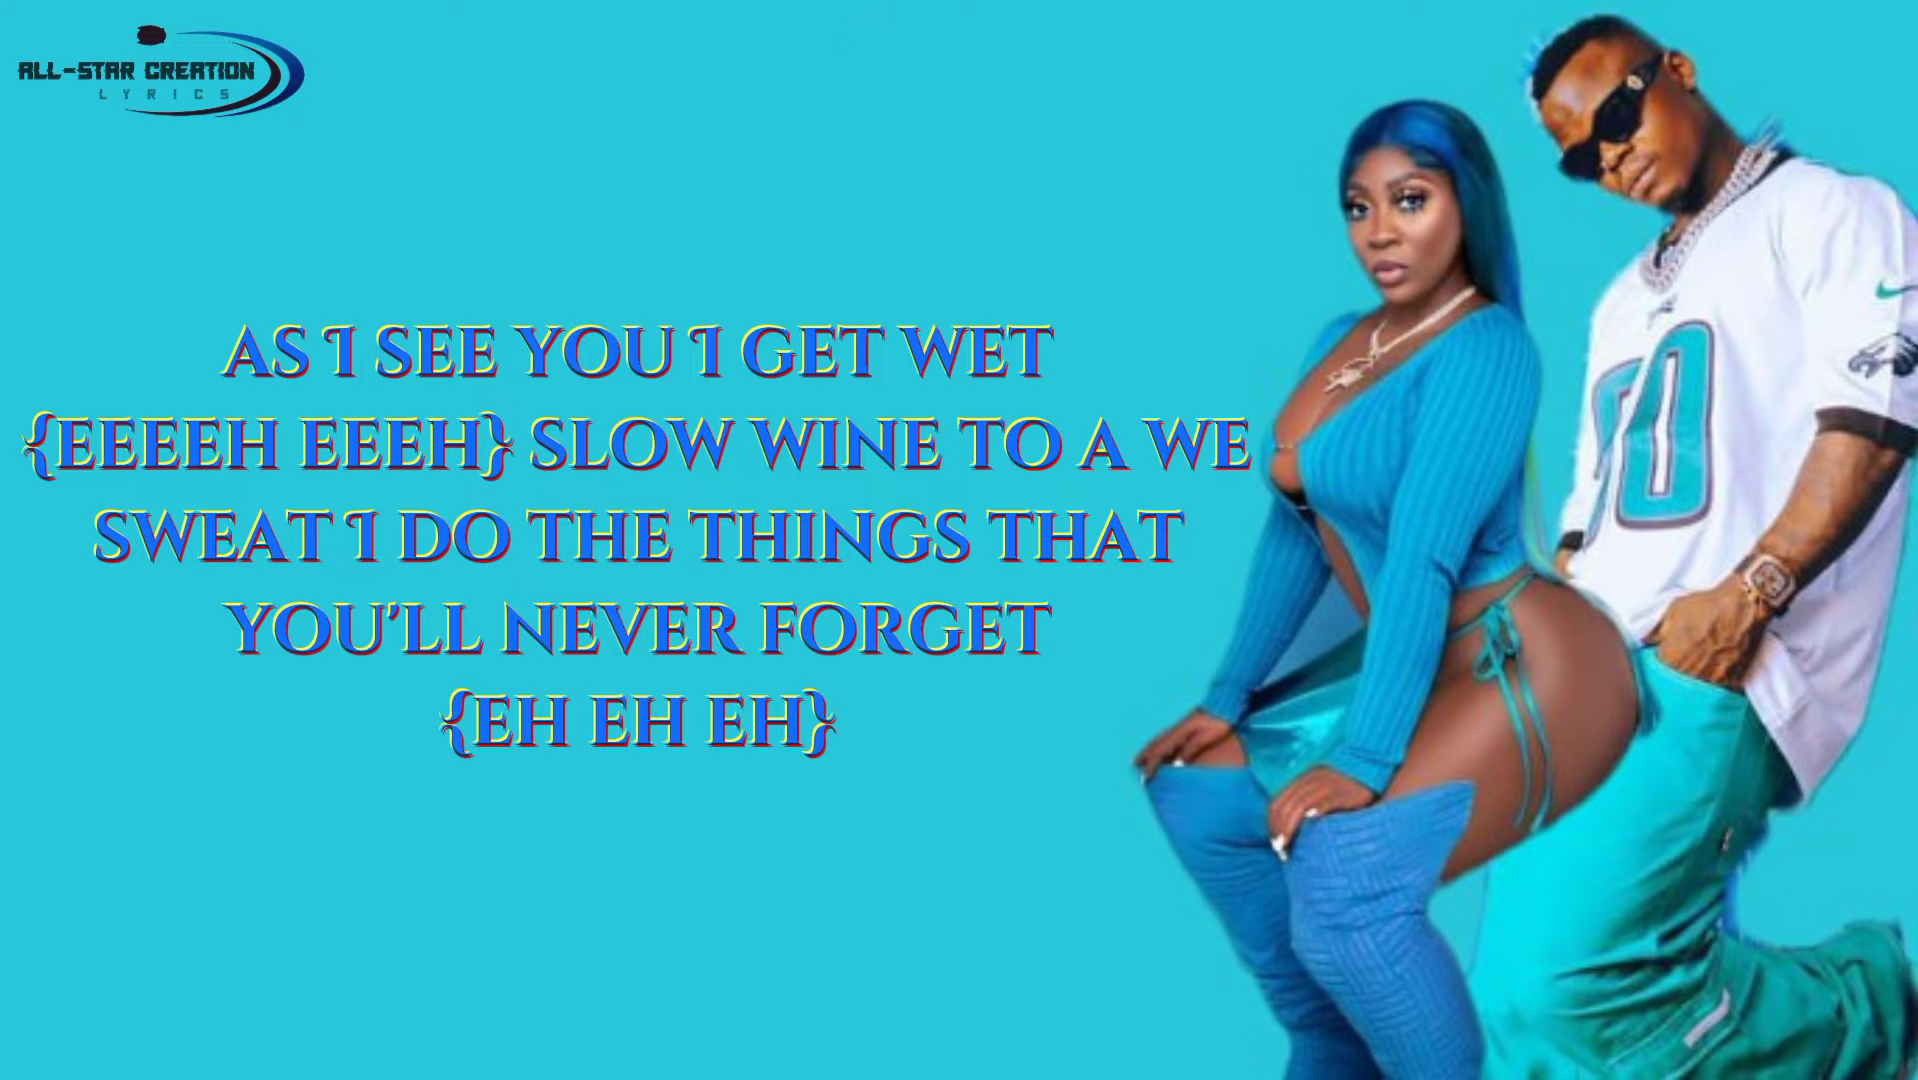 ALL-STAR CREATION
LYRICS
AS I SEE YOU I GET WET
{EEEEH EEEH} SLOW WINE TO A WE
SWEAT I DO THE THINGS THAT
YOU'LL NEVER FORGET
{EH EH EH}